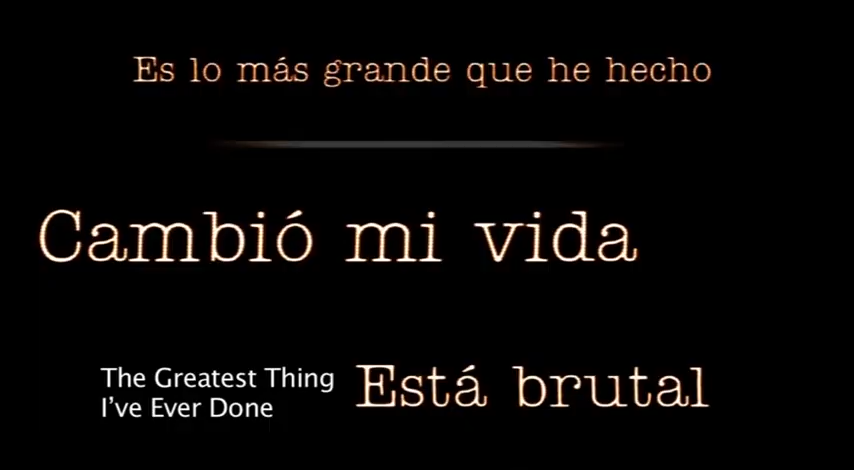 Es lo más grande que he hecho
Cambió mi vida
The Greatest Thing
I've Ever Done
Está brutal